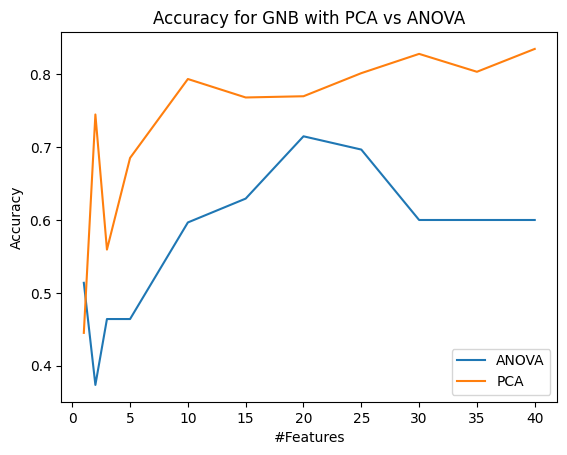 Accuracy for GNB with PCA vs ANOVA
Accuracy
0.8
0.7
0.6
0.5
0.4
0 5 10 15 20 25 30 35 40
#Features
ANOVA
PCA